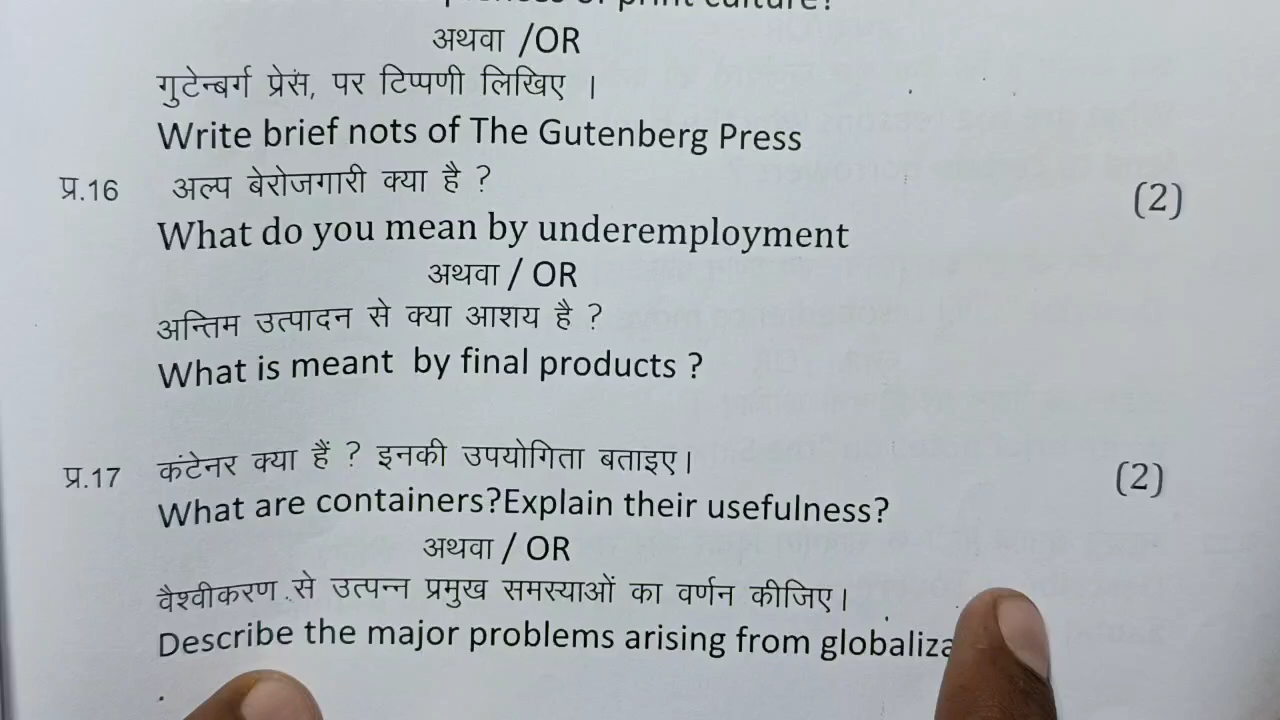 print culture?
अथवा /OR
गुटेन्बर्ग प्रेस, पर टिप्पणी लिखिए ।
Write brief nots of The Gutenberg Press
प्र.16 अल्प बेरोजगारी क्या है ? (2)
What do you mean by underemployment
अथवा / OR
अन्तिम उत्पादन से क्या आशय है ?
What is meant by final products ?
प्र.17 कंटेनर क्या हैं ? इनकी उपयोगिता बताइए। (2)
What are containers?Explain their usefulness?
अथवा / OR
वैश्वीकरण से उत्पन्न प्रमुख समस्याओं का वर्णन कीजिए।
Describe the major problems arising from